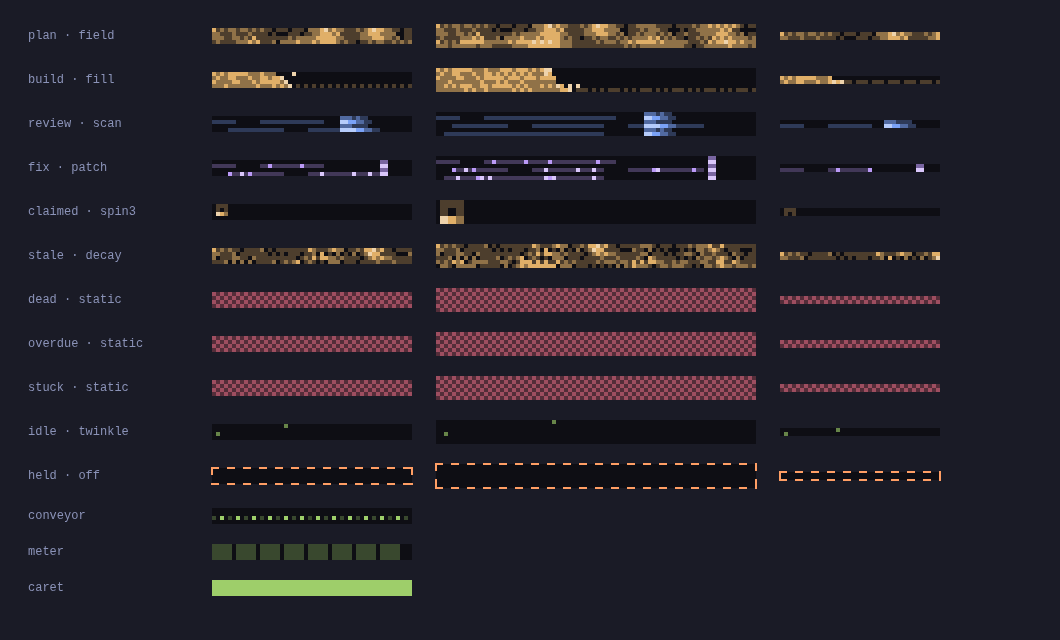 plan · field
build · fill
review · scan
fix · patch
claimed · spin3
stale · decay
dead · static
overdue · static
stuck · static
idle · twinkle
held · off
conveyor
meter
caret